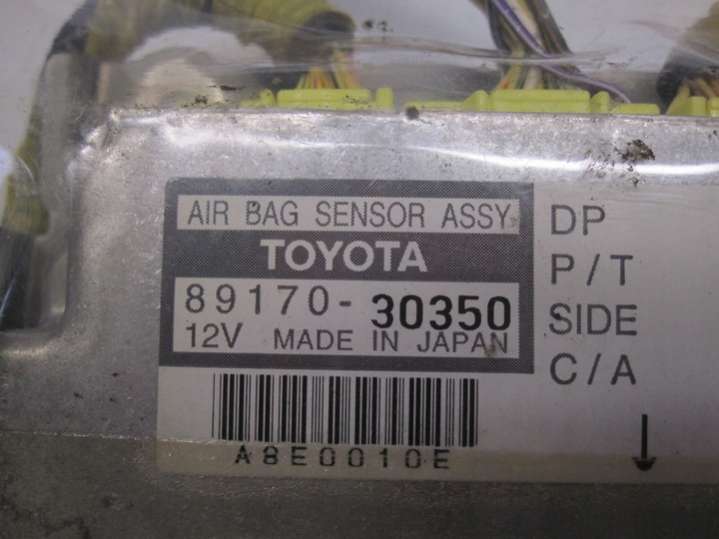 AIR BAG SENSOR ASSY
TOYOTA
89170-30350
12V MADE IN JAPAN
A8E0010E
DP
P/T
SIDE
C/A
↓